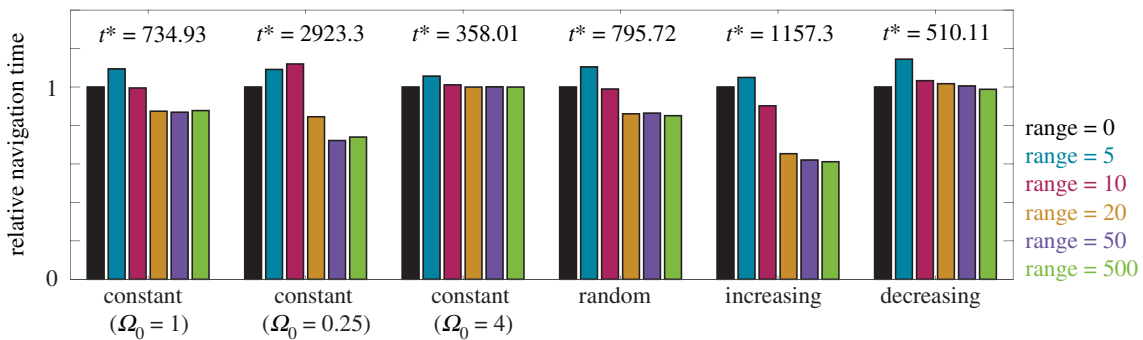 relative navigation time
1
0
t* = 734.93
t* = 2923.3
t* = 358.01
t* = 795.72
t* = 1157.3
t* = 510.11
constant
(Ω₀ = 1)
constant
(Ω₀ = 0.25)
constant
(Ω₀ = 4)
random
increasing
decreasing
range = 0
range = 5
range = 10
range = 20
range = 50
range = 500